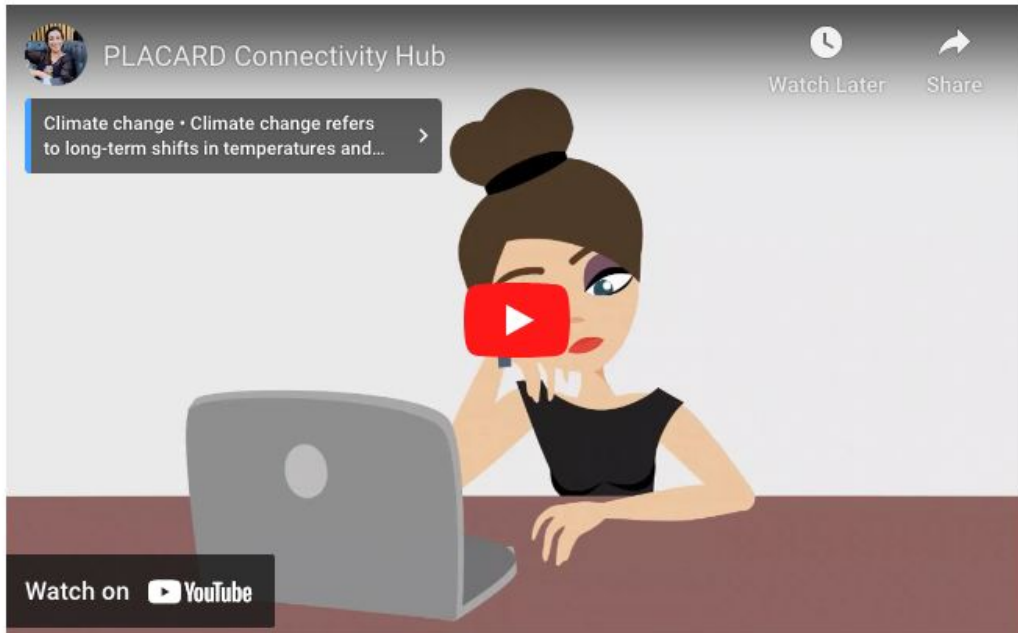 PLACARD Connectivity Hub
Watch Later
Share
Climate change • Climate change refers
to long-term shifts in temperatures and...
Watch on YouTube